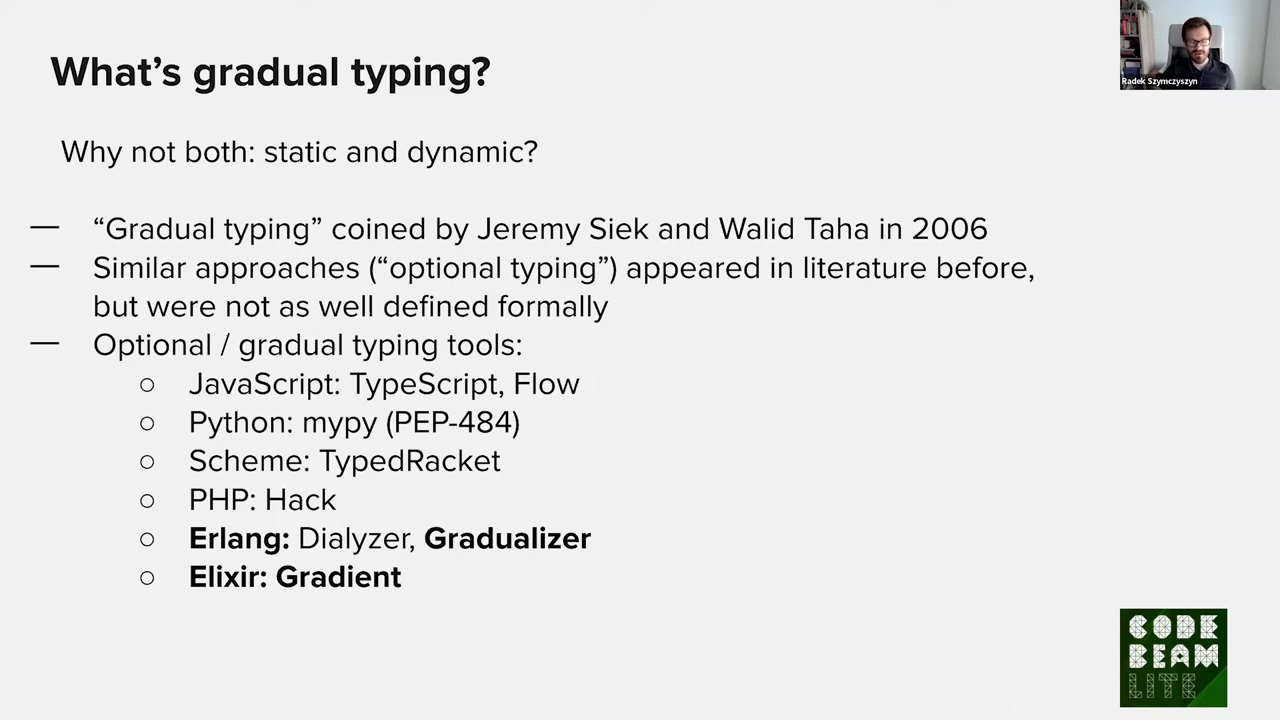 What's gradual typing?
Radek Szymczyszyn
Why not both: static and dynamic?
— “Gradual typing” coined by Jeremy Siek and Walid Taha in 2006
— Similar approaches (“optional typing”) appeared in literature before,
but were not as well defined formally
— Optional / gradual typing tools:
○ JavaScript: TypeScript, Flow
○ Python: mypy (PEP-484)
○ Scheme: TypedRacket
○ PHP: Hack
○ Erlang: Dialyzer, Gradualizer
○ Elixir: Gradient
CODE
BEAM
LITE